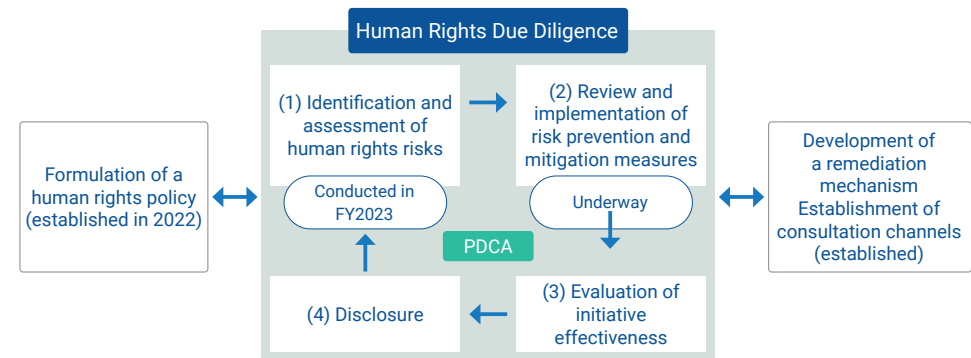 Human Rights Due Diligence
Formulation of a
human rights policy
(established in 2022)
(1) Identification and
assessment of
human rights risks
Conducted in
FY2023
(2) Review and
implementation of
risk prevention and
mitigation measures
Underway
PDCA
(3) Evaluation of
initiative
effectiveness
(4) Disclosure
Development of
a remediation
mechanism
Establishment of
consultation channels
(established)